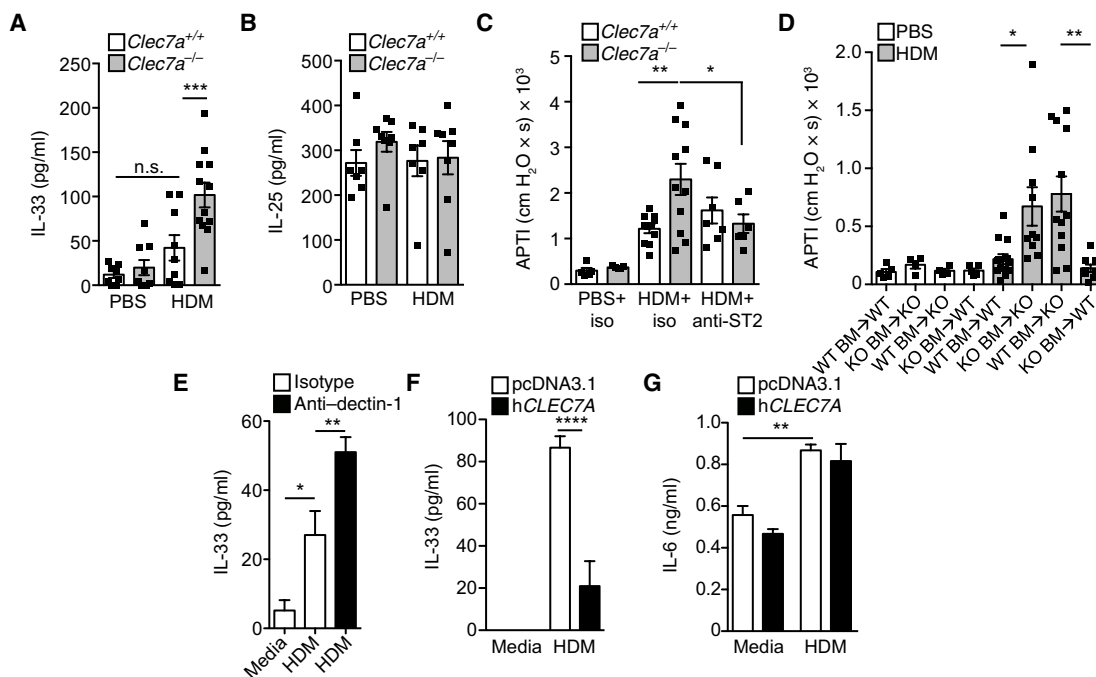 A
Clec7a+/+
Clec7a–/–
IL-33 (pg/ml)
250
200
150
100
50
0
***
n.s.
PBS
HDM
B
Clec7a+/+
Clec7a–/–
IL-25 (pg/ml)
500
400
300
200
100
0
PBS
HDM
C
Clec7a+/+
Clec7a–/–
APTI (cm H2O × s) × 10³
5
4
3
2
1
0
**
*
PBS+
iso
HDM+
iso
HDM+
anti-ST2
D
PBS
HDM
APTI (cm H2O × s) × 10³
2.0
1.5
1.0
0.5
0
*
**
WT BM→WT
KO BM→KO
WT BM→KO
KO BM→WT
WT BM→WT
KO BM→KO
WT BM→KO
KO BM→WT
E
Isotype
Anti–dectin-1
IL-33 (pg/ml)
60
40
20
0
*
**
Media
HDM
HDM
F
pcDNA3.1
hCLEC7A
IL-33 (pg/ml)
100
80
60
40
20
0
****
Media
HDM
G
pcDNA3.1
hCLEC7A
IL-6 (ng/ml)
1.0
0.8
0.6
0.4
0.2
0
**
Media
HDM